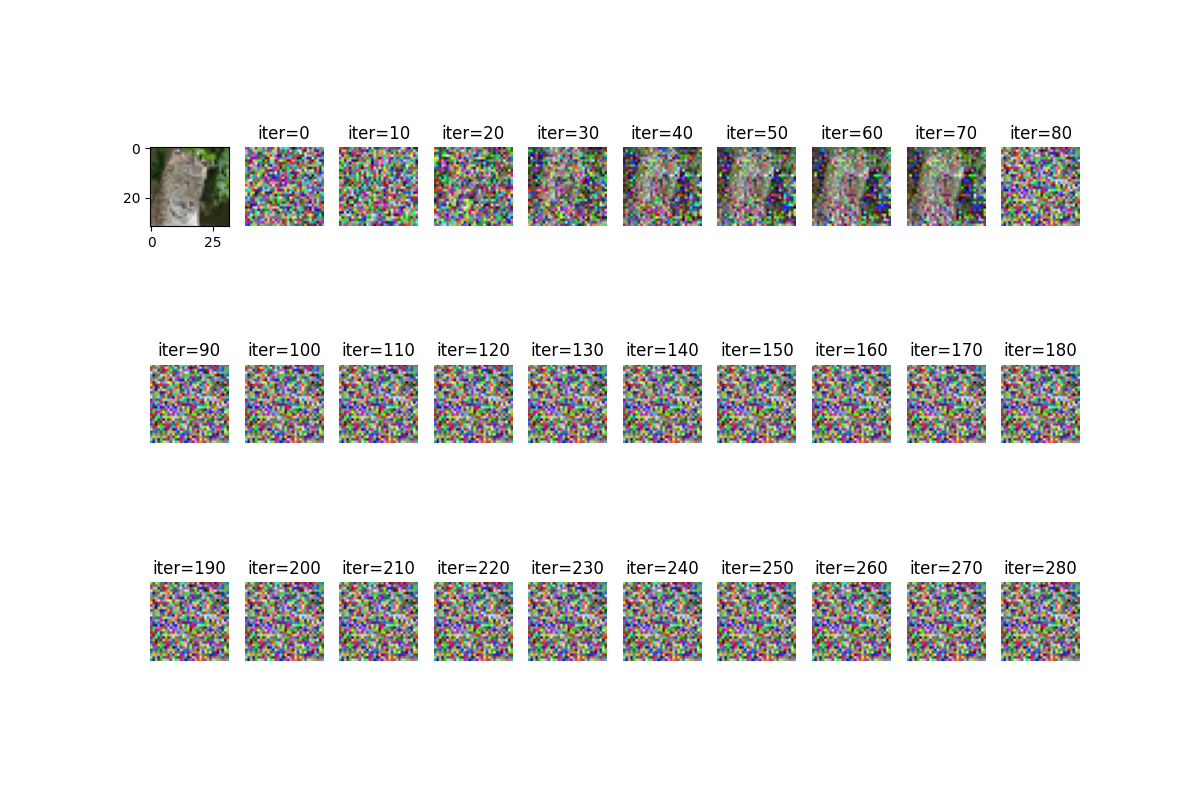 iter=0 iter=10 iter=20 iter=30 iter=40 iter=50 iter=60 iter=70 iter=80
0
20
0 25
iter=90 iter=100 iter=110 iter=120 iter=130 iter=140 iter=150 iter=160 iter=170 iter=180
iter=190 iter=200 iter=210 iter=220 iter=230 iter=240 iter=250 iter=260 iter=270 iter=280